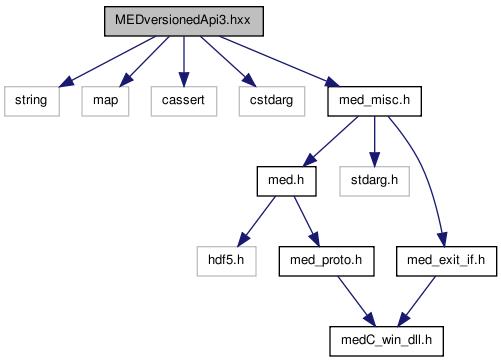 MEDversionedApi3.hxx
string
map
cassert
cstdarg
med_misc.h
med.h
stdarg.h
hdf5.h
med_proto.h
med_exit_if.h
medC_win_dll.h